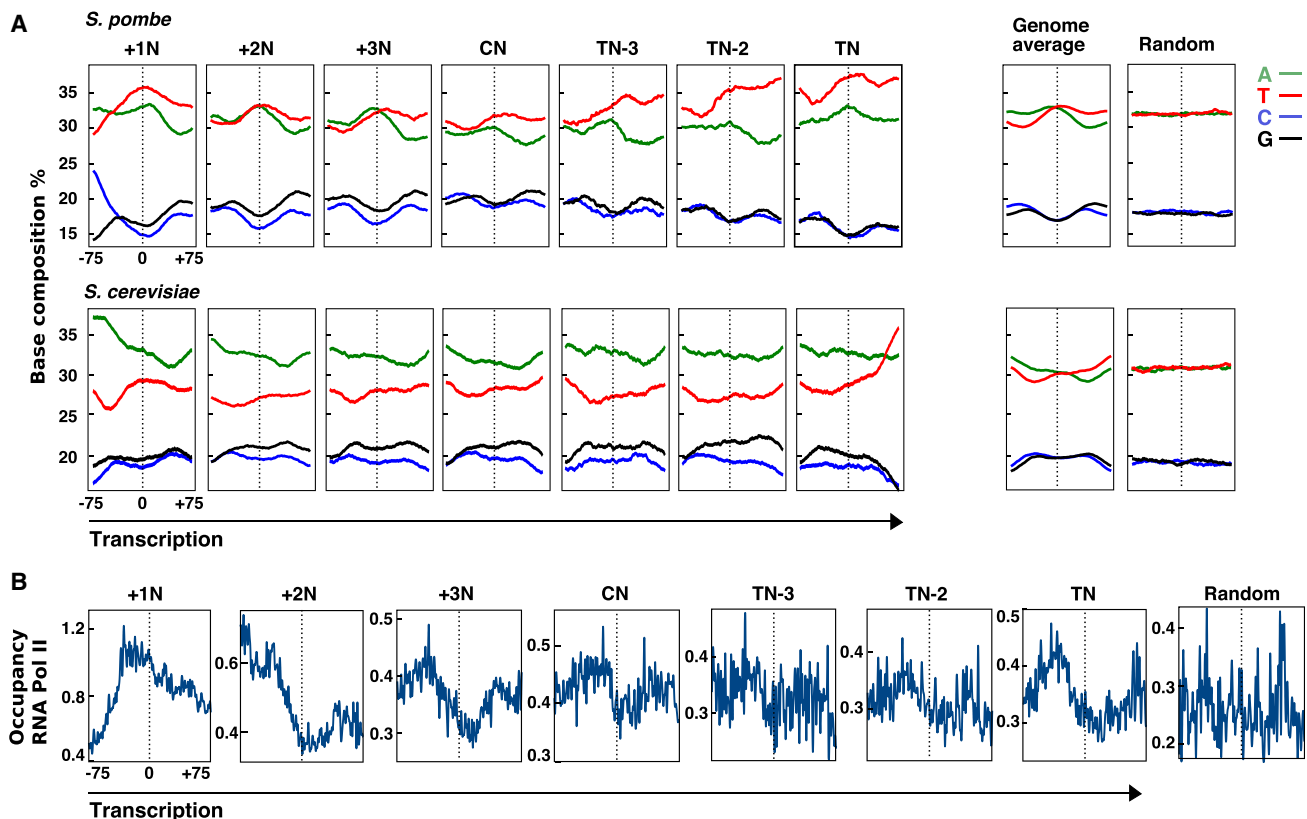 A
S. pombe
+1N +2N +3N CN TN-3 TN-2 TN Genome average Random
A
T
C
G
35
30
25
20
15
-75 0 +75
Base composition %
S. cerevisiae
35
30
25
20
-75 0 +75
Transcription
B
+1N +2N +3N CN TN-3 TN-2 TN Random
Occupancy
RNA Pol II
1.2
0.8
0.4
-75 0 +75
0.6
0.4
0.5
0.4
0.3
0.5
0.4
0.3
0.4
0.3
0.4
0.3
0.5
0.4
0.3
0.4
0.3
0.2
Transcription